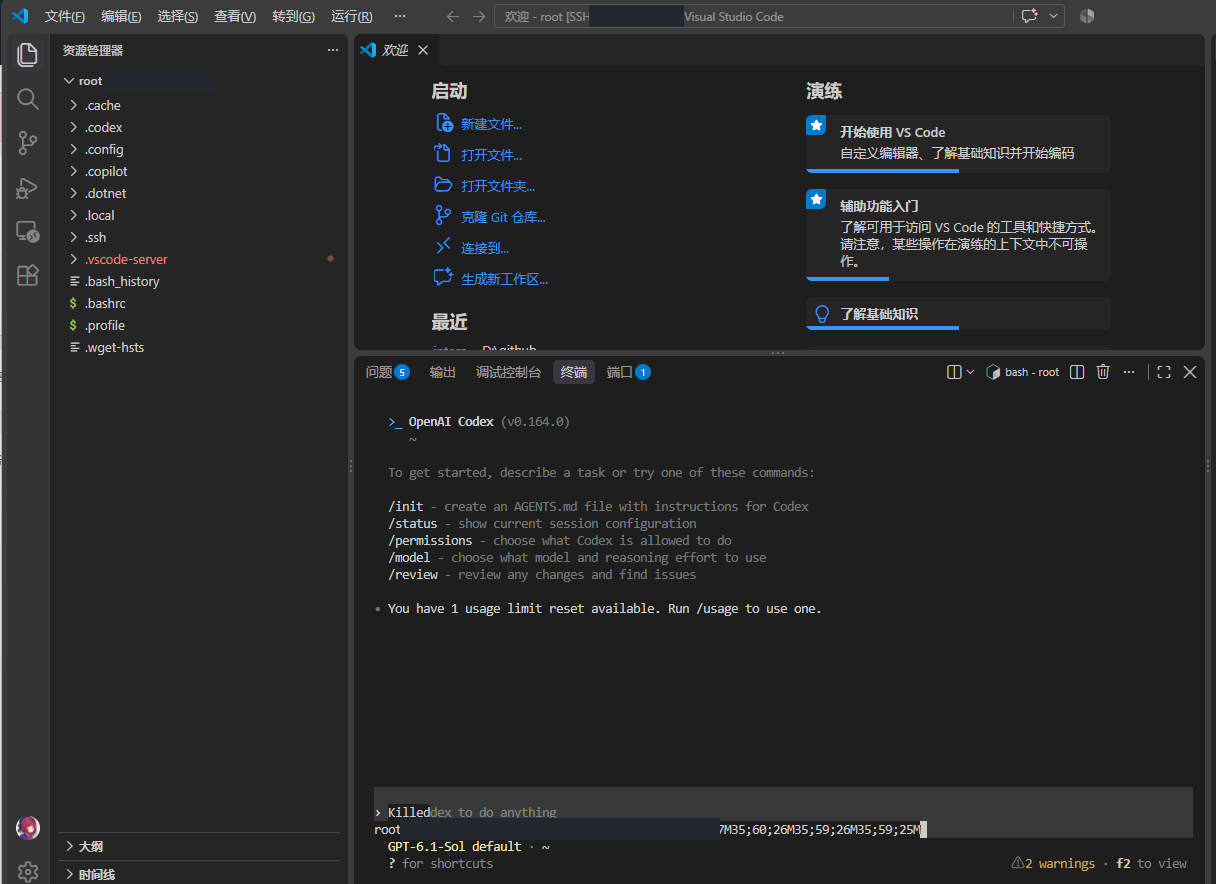 文件(F) 编辑(E) 选择(S) 查看(V) 转到(G) 运行(R) ··· 欢迎 - root [SSH Visual Studio Code
资源管理器 ···
root
.cache
.codex
.config
.copilot
.dotnet
.local
.ssh
.vscode-server
.bash_history
$ .bashrc
$ .profile
.wget-hsts
大纲
时间线
欢迎
启动
新建文件...
打开文件...
打开文件夹...
克隆 Git 仓库...
连接到...
生成新工作区...
最近
D:\github
演练
开始使用 VS Code
自定义编辑器、了解基础知识并开始编码
辅助功能入门
了解可用于访问 VS Code 的工具和快捷方式。
请注意，某些操作在演练的上下文中不可操
作。
了解基础知识
问题 5 输出 调试控制台 终端 端口 1 bash - root ···
>_ OpenAI Codex (v0.164.0)
~
To get started, describe a task or try one of these commands:
/init - create an AGENTS.md file with instructions for Codex
/status - show current session configuration
/permissions - choose what Codex is allowed to do
/model - choose what model and reasoning effort to use
/review - review any changes and find issues
• You have 1 usage limit reset available. Run /usage to use one.
› Killeddex to do anything
root 7M35;60;26M35;59;26M35;59;25M
GPT-6.1-Sol default · ~
? for shortcuts ⚠2 warnings · f2 to view